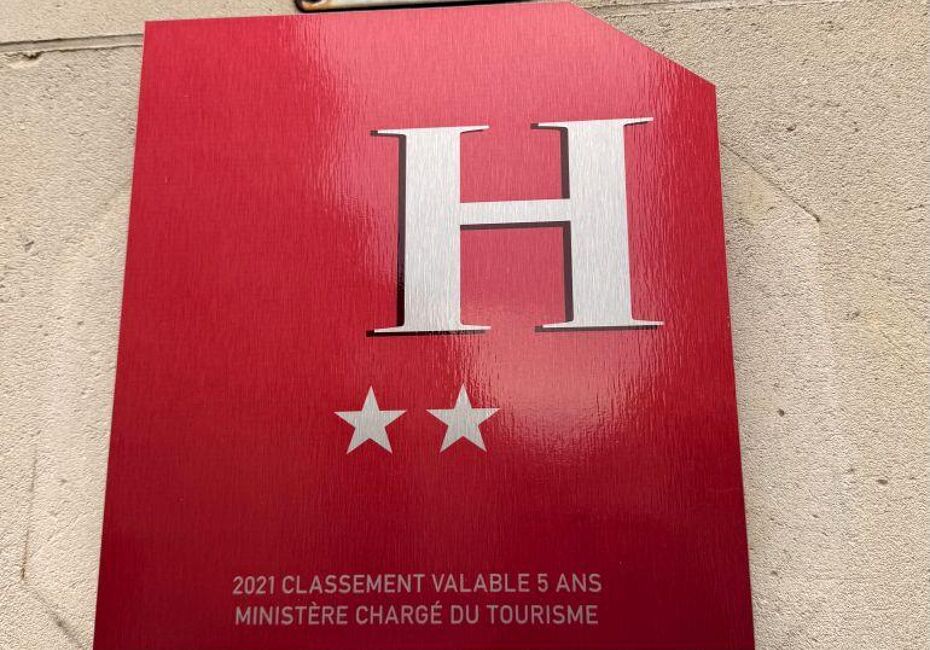 H
2021 CLASSEMENT VALABLE 5 ANS
MINISTÈRE CHARGÉ DU TOURISME